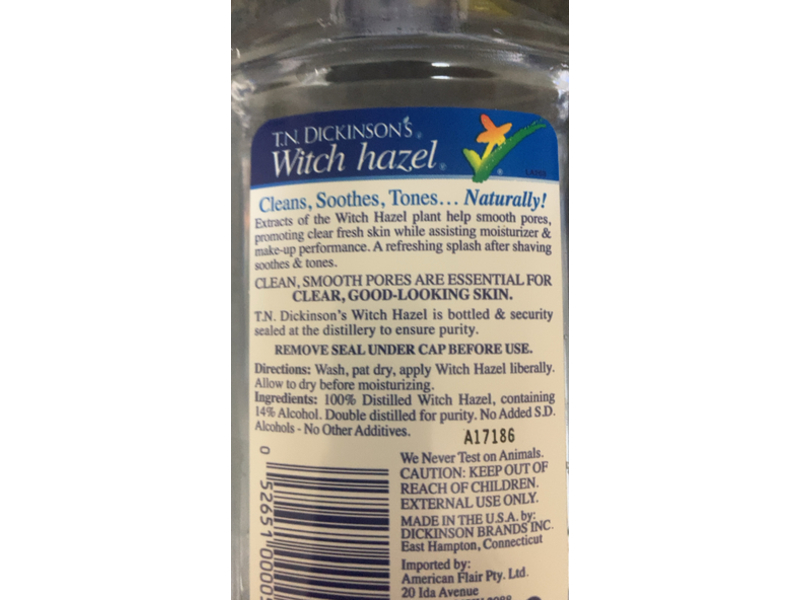 T.N. DICKINSON'S®
Witch hazel®
Cleans, Soothes, Tones... Naturally!
Extracts of the Witch Hazel plant help smooth pores,
promoting clear fresh skin while assisting moisturizer &
make-up performance. A refreshing splash after shaving
soothes & tones.
CLEAN, SMOOTH PORES ARE ESSENTIAL FOR
CLEAR, GOOD-LOOKING SKIN.
T.N. Dickinson's Witch Hazel is bottled & security
sealed at the distillery to ensure purity.
REMOVE SEAL UNDER CAP BEFORE USE.
Directions: Wash, pat dry, apply Witch Hazel liberally.
Allow to dry before moisturizing.
Ingredients: 100% Distilled Witch Hazel, containing
14% Alcohol. Double distilled for purity. No Added S.D.
Alcohols - No Other Additives.
A17186
0 52651 0000
We Never Test on Animals.
CAUTION: KEEP OUT OF
REACH OF CHILDREN.
EXTERNAL USE ONLY.
MADE IN THE U.S.A. by:
DICKINSON BRANDS INC.
East Hampton, Connecticut
Imported by:
American Flair Pty. Ltd.
20 Ida Avenue